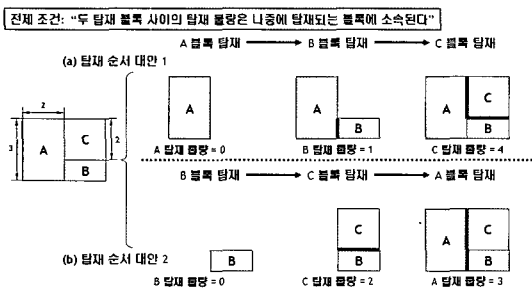 전제 조건: "두 탑재 블록 사이의 탑재 물량은 나중에 탑재되는 블록에 소속된다"
A 블록 탑재 B 블록 탑재 C 블록 탑재
(a) 탑재 순서 대안 1
2
A
A
B
A
C
B
3
A
C
B
2
A 탑재 물량 = 0 B 탑재 물량 = 1 C 탑재 물량 = 4
B 블록 탑재 C 블록 탑재 A 블록 탑재
(b) 탑재 순서 대안 2
B
C
B
A
C
B
B 탑재 물량 = 0 C 탑재 물량 = 2 A 탑재 물량 = 3